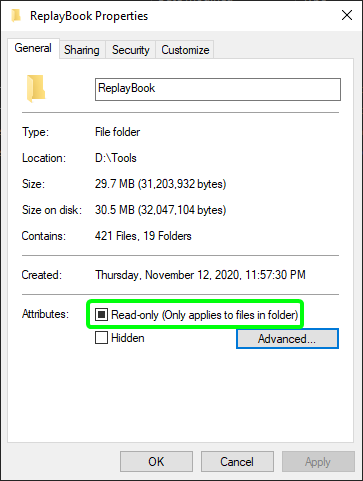 ReplayBook Properties
General Sharing Security Customize
ReplayBook
Type: File folder
Location: D:\Tools
Size: 29.7 MB (31,203,932 bytes)
Size on disk: 30.5 MB (32,047,104 bytes)
Contains: 421 Files, 19 Folders
Created: Thursday, November 12, 2020, 11:57:30 PM
Attributes: Read-only (Only applies to files in folder)
Hidden Advanced...
OK Cancel Apply